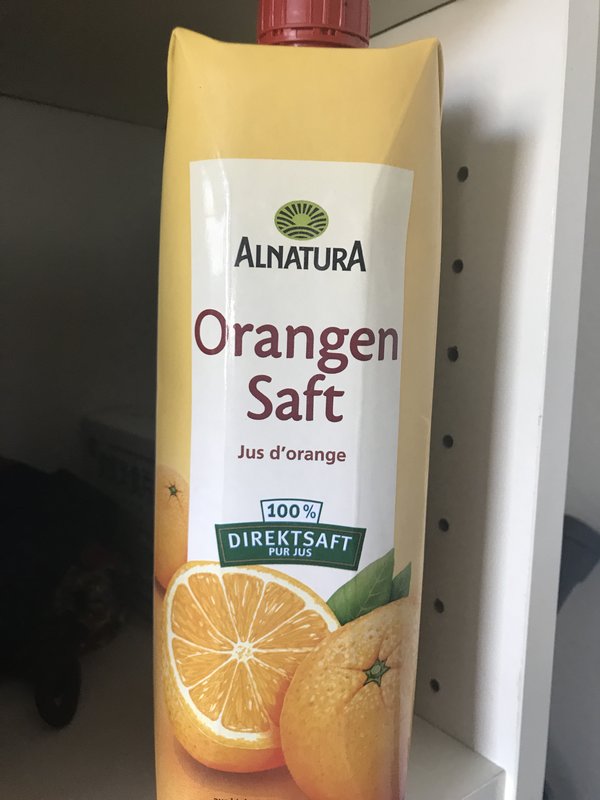 ALNATURA
Orangen
Saft
Jus d'orange
100%
DIREKTSAFT
PUR JUS